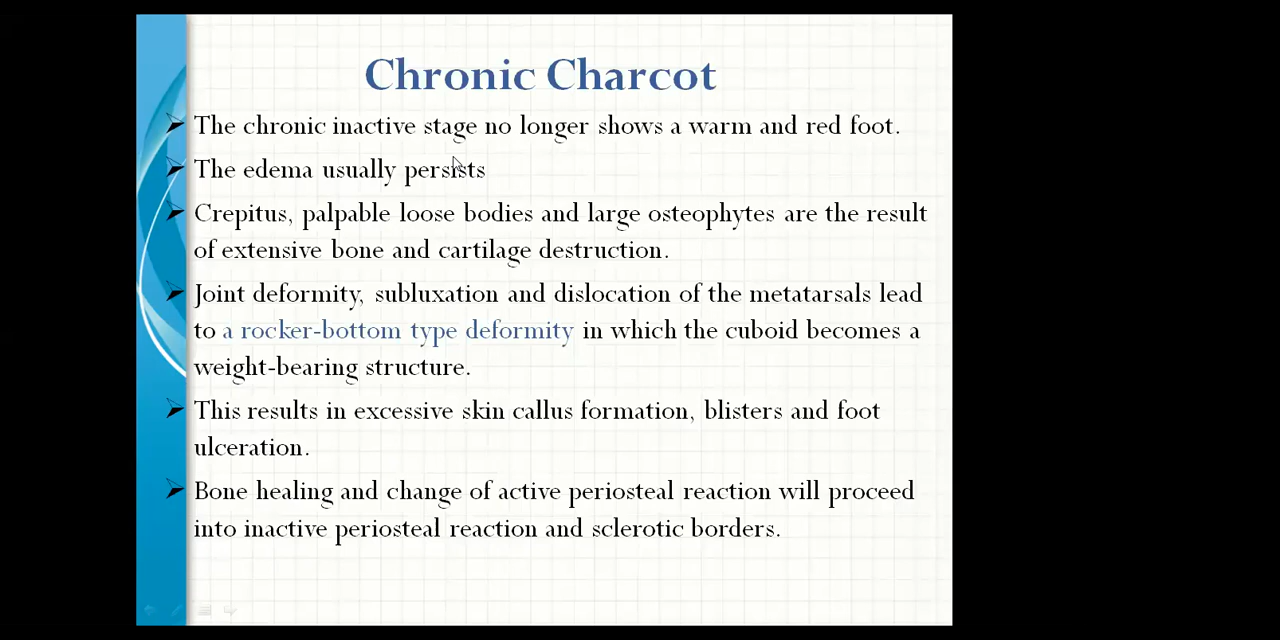 Chronic Charcot
The chronic inactive stage no longer shows a warm and red foot.
The edema usually persists
Crepitus, palpable loose bodies and large osteophytes are the result
of extensive bone and cartilage destruction.
Joint deformity, subluxation and dislocation of the metatarsals lead
to a rocker-bottom type deformity in which the cuboid becomes a
weight-bearing structure.
This results in excessive skin callus formation, blisters and foot
ulceration.
Bone healing and change of active periosteal reaction will proceed
into inactive periosteal reaction and sclerotic borders.